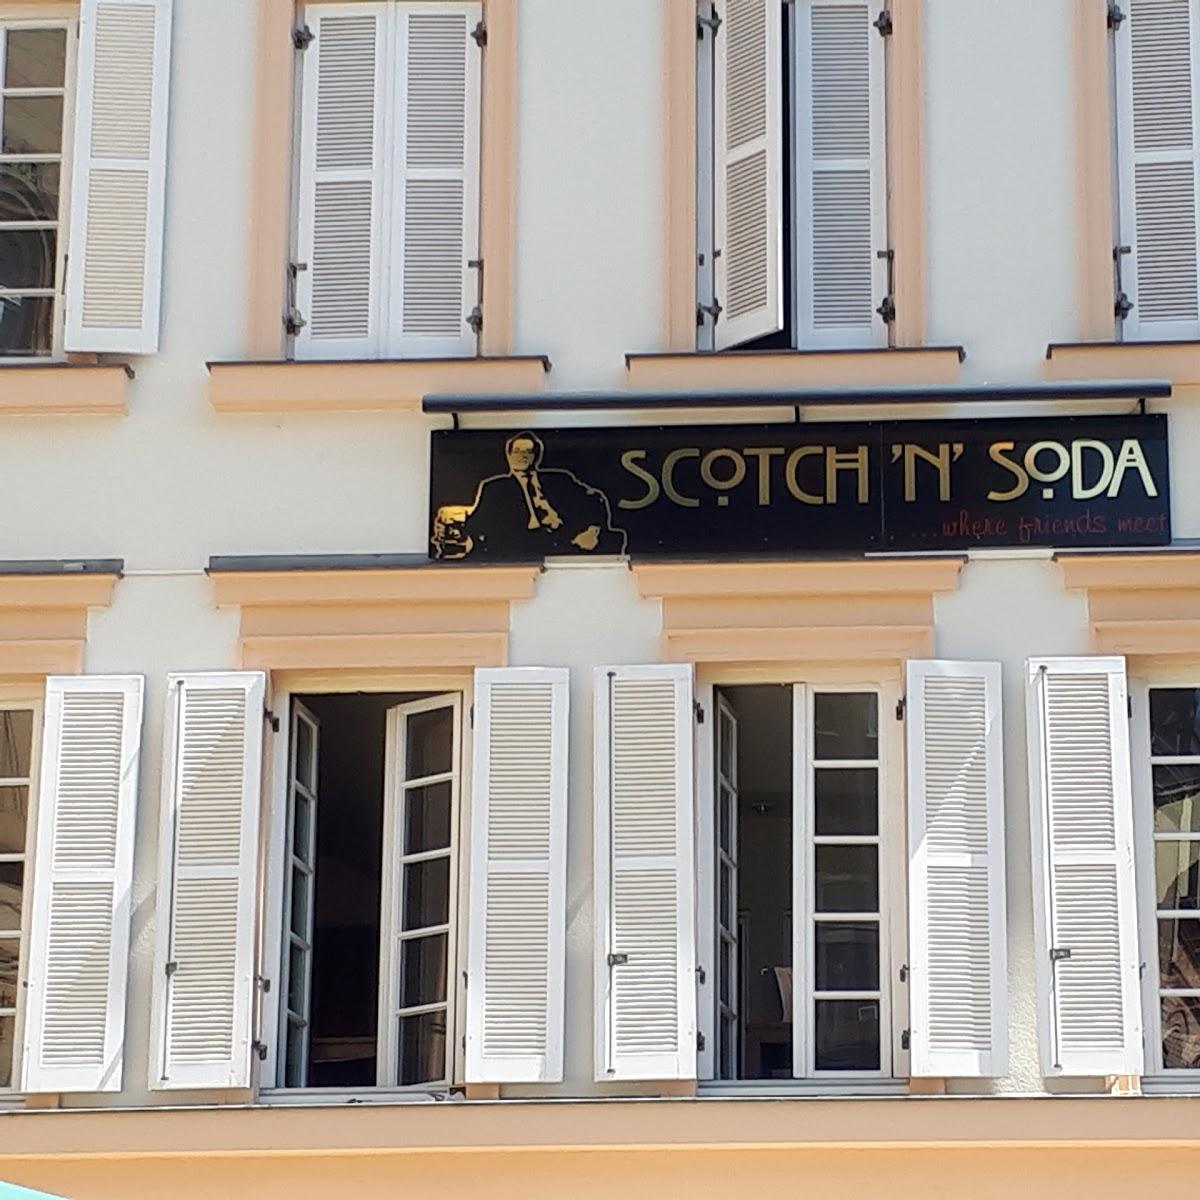 SCOTCH 'N' SODA
....where friends meet